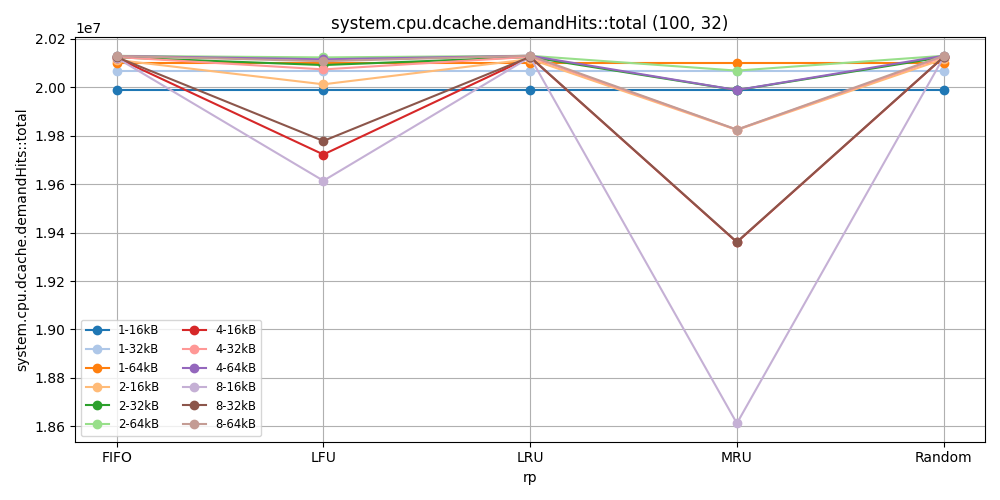 system.cpu.dcache.demandHits::total (100, 32)
1e7
2.02
2.00
1.98
1.96
1.94
1.92
1.90
1.88
1.86
system.cpu.dcache.demandHits::total
1-16kB
1-32kB
1-64kB
2-16kB
2-32kB
2-64kB
4-16kB
4-32kB
4-64kB
8-16kB
8-32kB
8-64kB
FIFO
LFU
LRU
MRU
Random
rp